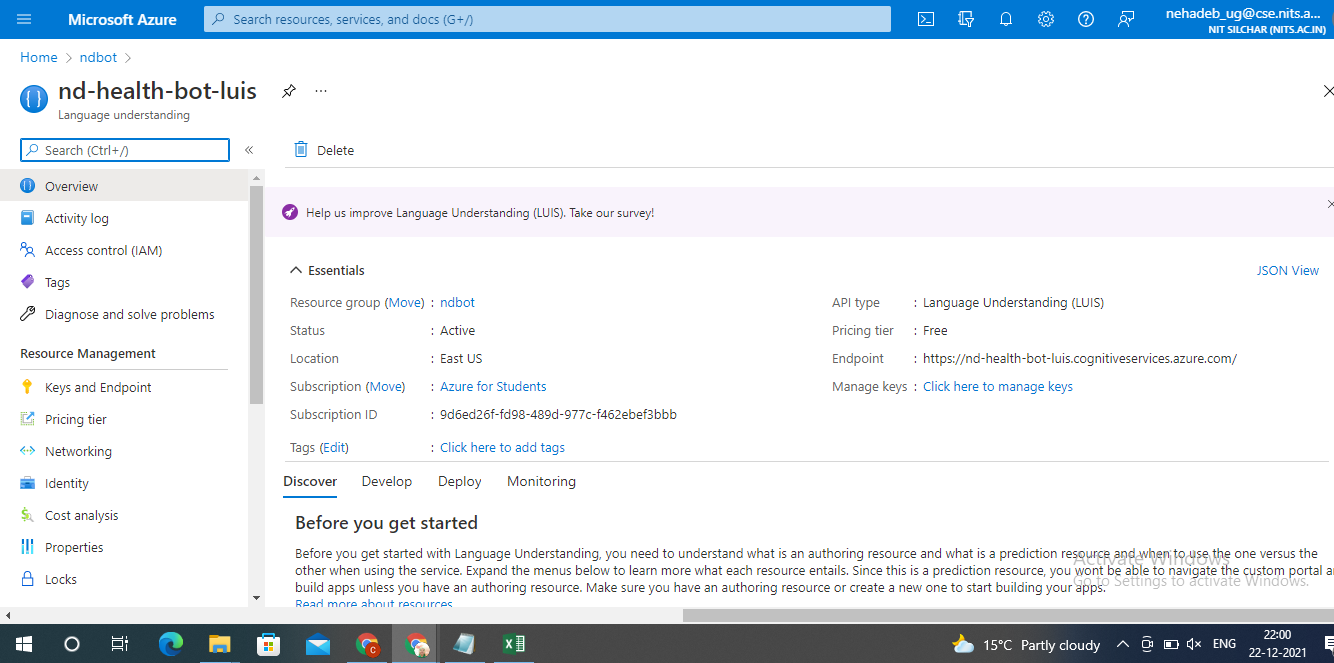 Microsoft Azure
Search resources, services, and docs (G+/)
nehadeb_ug@cse.nits.a...
NIT SILCHAR (NITS.AC.IN)
Home > ndbot >
nd-health-bot-luis
...
Language understanding
Search (Ctrl+/)
«
Delete
Overview
Activity log
Access control (IAM)
Tags
Diagnose and solve problems
Resource Management
Keys and Endpoint
Pricing tier
Networking
Identity
Cost analysis
Properties
Locks
Help us improve Language Understanding (LUIS). Take our survey!
Essentials
JSON View
Resource group (Move) : ndbot
Status : Active
Location : East US
Subscription (Move) : Azure for Students
Subscription ID : 9d6ed26f-fd98-489d-977c-f462ebef3bbb
Tags (Edit) : Click here to add tags
API type : Language Understanding (LUIS)
Pricing tier : Free
Endpoint : https://nd-health-bot-luis.cognitiveservices.azure.com/
Manage keys : Click here to manage keys
Discover Develop Deploy Monitoring
Before you get started
Before you get started with Language Understanding, you need to understand what is an authoring resource and what is a prediction resource and when to use the one versus the
other when using the service. Expand the menus below to learn more what each resource entails. Since this is a prediction resource, you wont be able to navigate the custom portal ar
build apps unless you have an authoring resource. Make sure you have an authoring resource or create a new one to start building your apps.
Read more about resources
Activate Windows
Go to Settings to activate Windows.
15°C Partly cloudy
ENG
22:00
22-12-2021